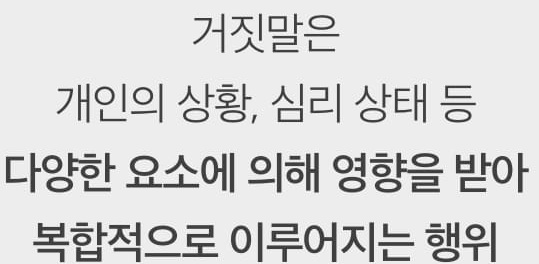 거짓말은
개인의 상황, 심리 상태 등
다양한 요소에 의해 영향을 받아
복합적으로 이루어지는 행위